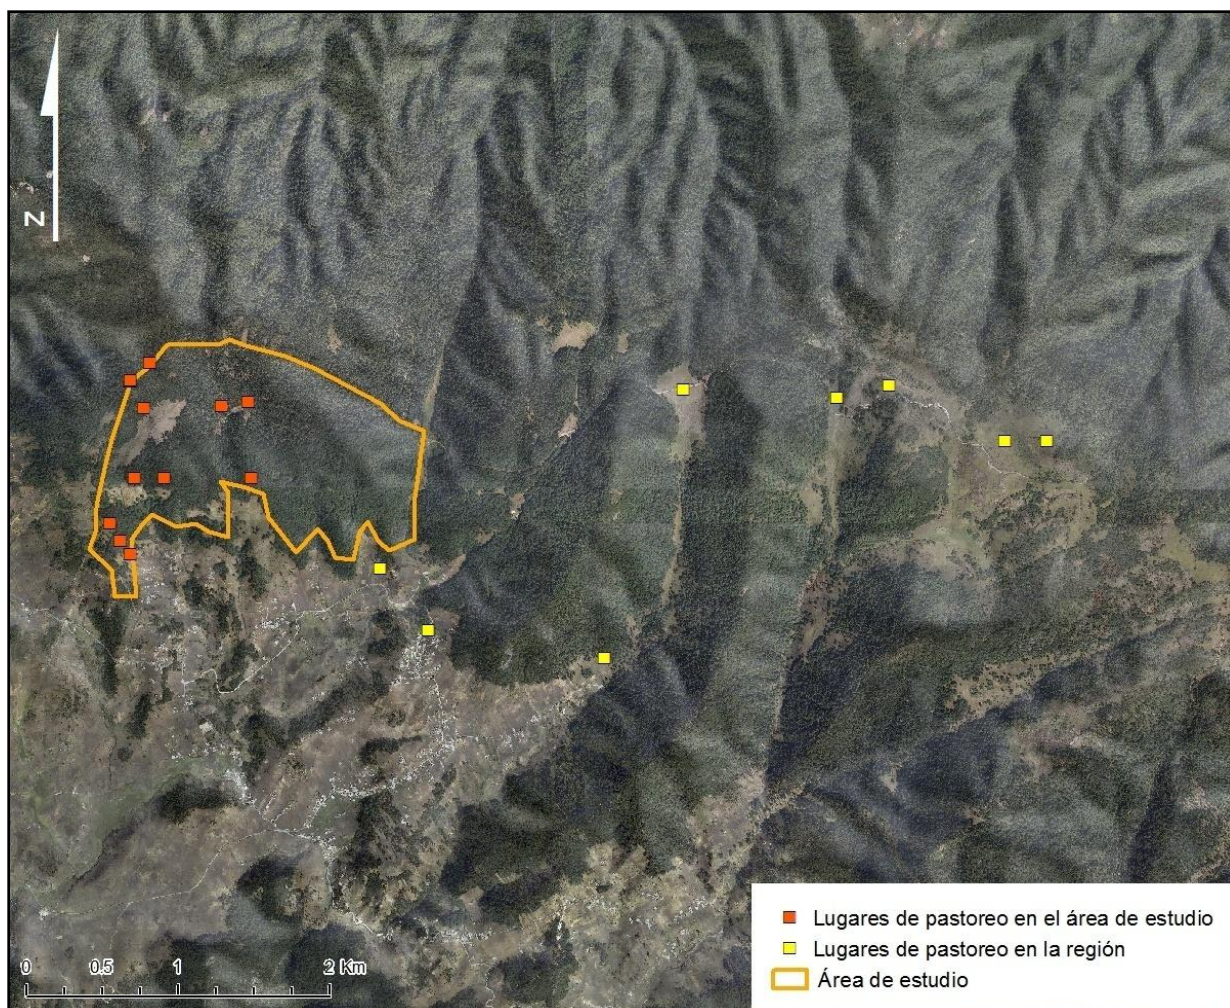 N
0 0.5 1 2 Km
Lugares de pastoreo en el área de estudio
Lugares de pastoreo en la región
Área de estudio